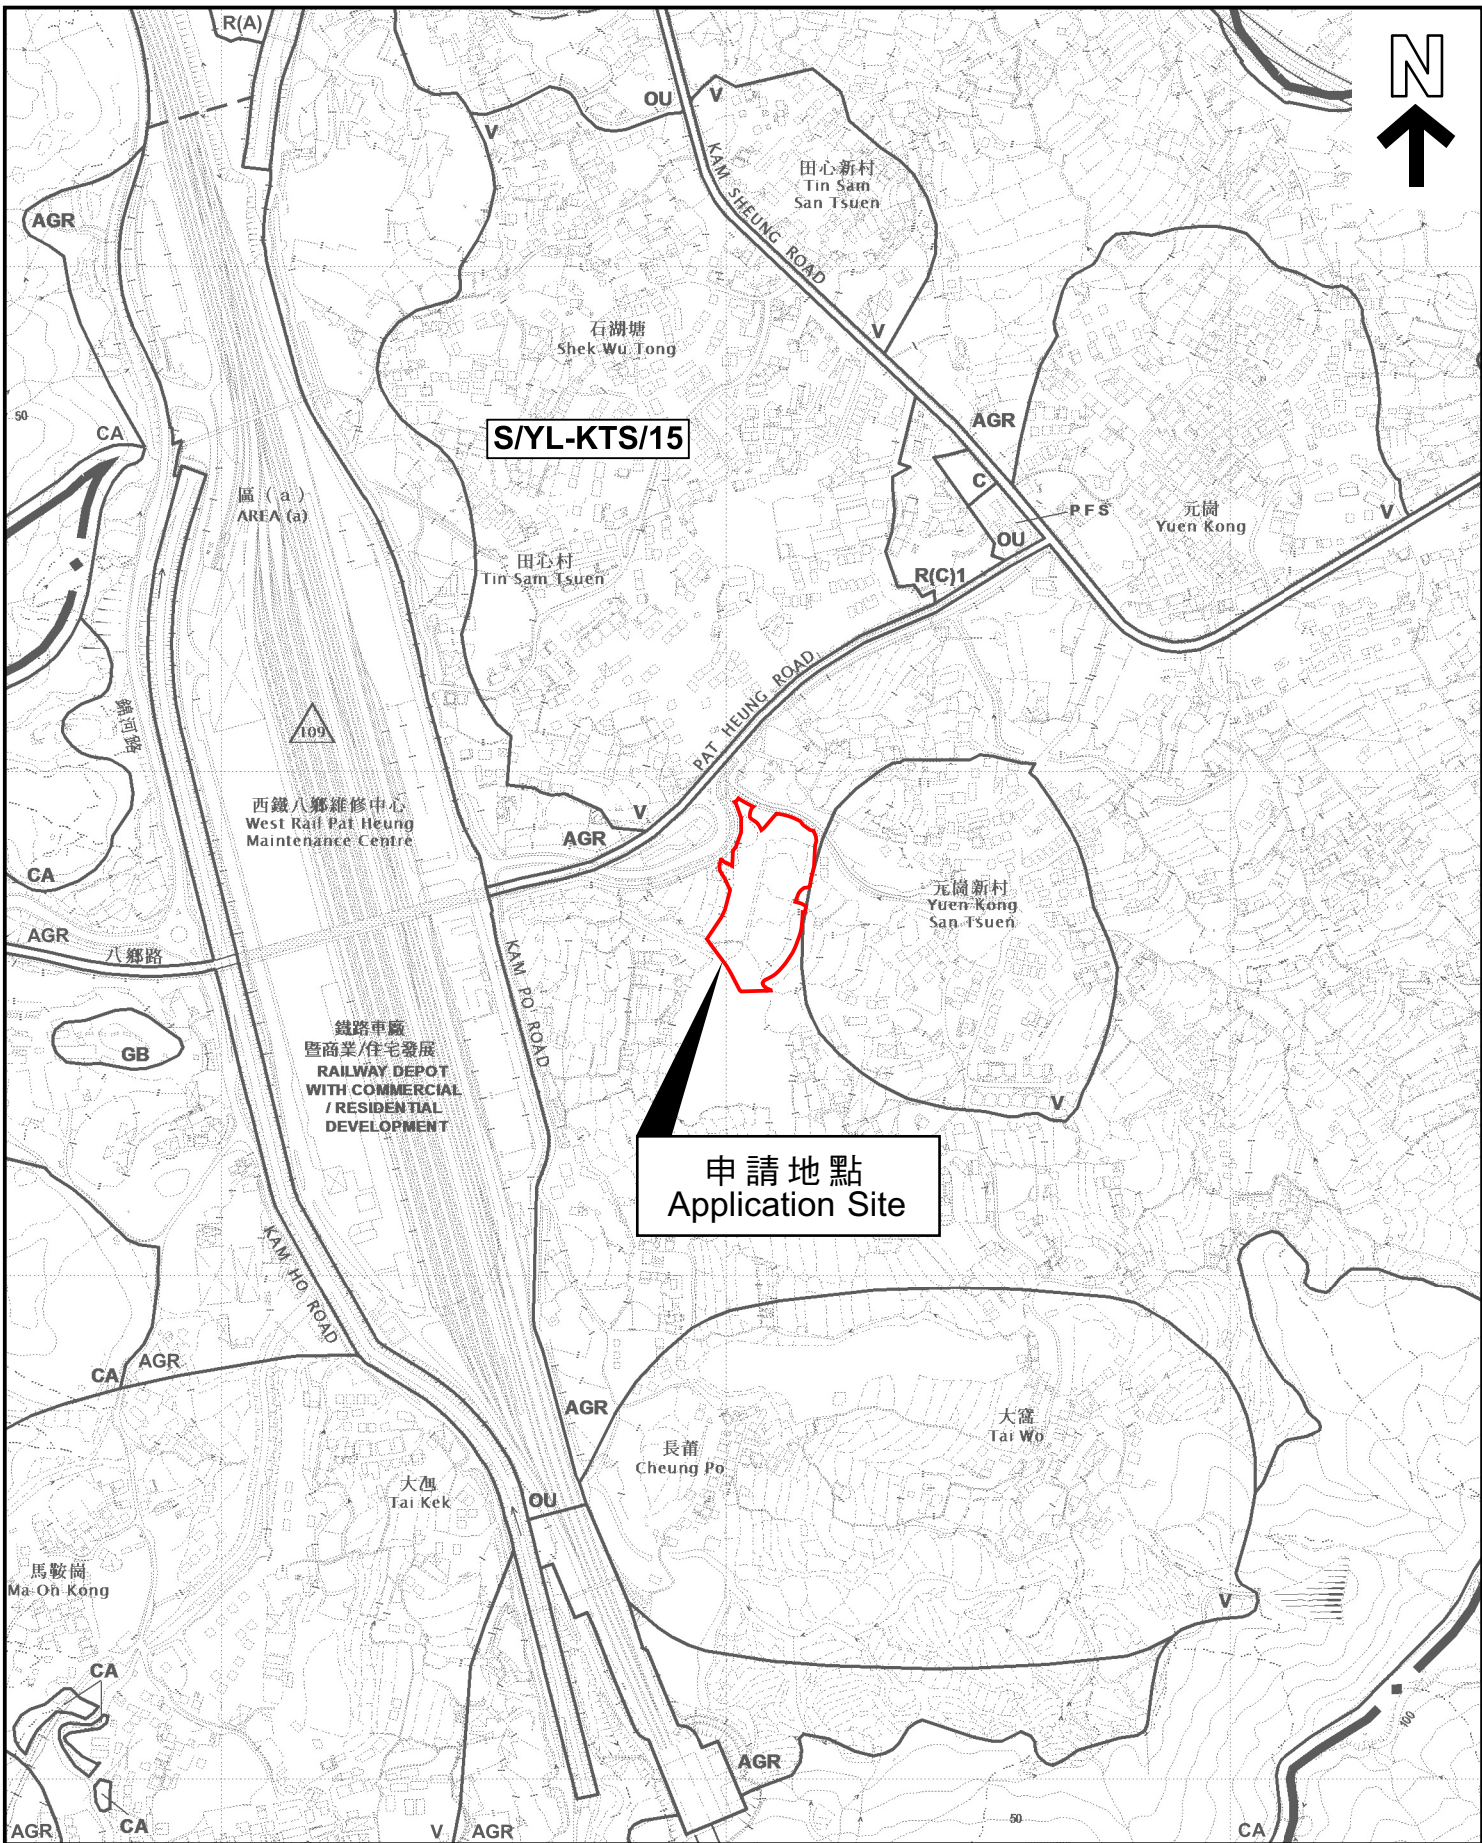 R(A)
N
OU
V
V
KAM SHEUNG ROAD
田心新村
Tin Sam
San Tsuen
AGR
石湖塘
Shek Wu Tong
V
50
CA
S/YL-KTS/15
AGR
C
PFS
區 ( a )
AREA (a)
元崗
Yuen Kong
V
OU
田心村
Tin Sam Tsuen
R(C)1
PAT HEUNG ROAD
錦河路
109
西鐵八鄉維修中心
West Rail Pat Heung
Maintenance Centre
V
AGR
CA
元崗新村
Yuen Kong
San Tsuen
AGR
八鄉路
KAM PO ROAD
鐵路車廠
暨商業/住宅發展
RAILWAY DEPOT
WITH COMMERCIAL
/ RESIDENTIAL
DEVELOPMENT
GB
V
申請地點
Application Site
KAM HO ROAD
CA
AGR
AGR
大窩
Tai Wo
長莆
Cheung Po
Tai Kek
OU
馬鞍崗
Ma On Kong
V
CA
100
AGR
50
CA
AGR
V
AGR
CA